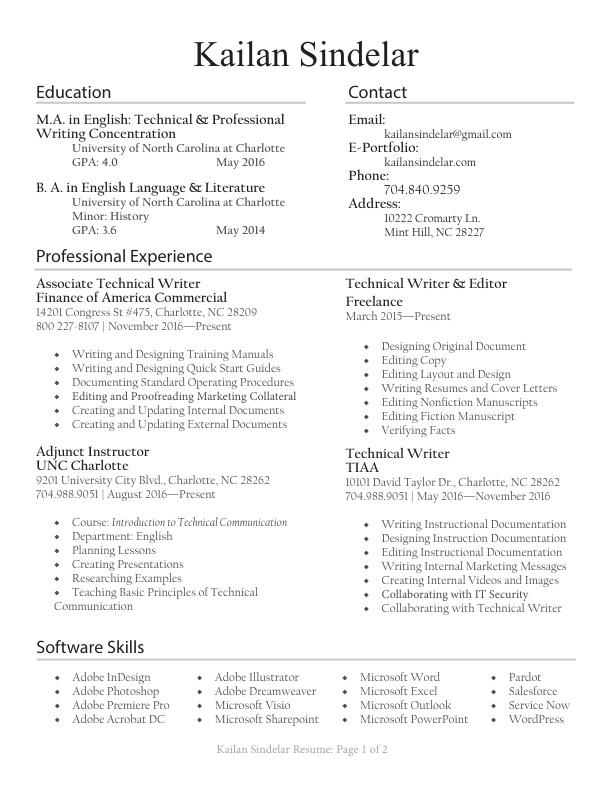 Kailan Sindelar
Education
M.A. in English: Technical & Professional
Writing Concentration
University of North Carolina at Charlotte
GPA: 4.0 May 2016
B. A. in English Language & Literature
University of North Carolina at Charlotte
Minor: History
GPA: 3.6 May 2014
Contact
Email:
kailansindelar@gmail.com
E-Portfolio:
kailansindelar.com
Phone:
704.840.9259
Address:
10222 Cromarty Ln.
Mint Hill, NC 28227
Professional Experience
Associate Technical Writer
Finance of America Commercial
14201 Congress St #475, Charlotte, NC 28209
800 227-8107 | November 2016—Present
⬥ Writing and Designing Training Manuals
⬥ Writing and Designing Quick Start Guides
⬥ Documenting Standard Operating Procedures
⬥ Editing and Proofreading Marketing Collateral
⬥ Creating and Updating Internal Documents
⬥ Creating and Updating External Documents
Adjunct Instructor
UNC Charlotte
9201 University City Blvd., Charlotte, NC 28262
704.988.9051 | August 2016—Present
⬥ Course: Introduction to Technical Communication
⬥ Department: English
⬥ Planning Lessons
⬥ Creating Presentations
⬥ Researching Examples
⬥ Teaching Basic Principles of Technical
Communication
Technical Writer & Editor
Freelance
March 2015—Present
⬥ Designing Original Document
⬥ Editing Copy
⬥ Editing Layout and Design
⬥ Writing Resumes and Cover Letters
⬥ Editing Nonfiction Manuscripts
⬥ Editing Fiction Manuscript
⬥ Verifying Facts
Technical Writer
TIAA
10101 David Taylor Dr., Charlotte, NC 28262
704.988.9051 | May 2016—November 2016
⬥ Writing Instructional Documentation
⬥ Designing Instruction Documentation
⬥ Editing Instructional Documentation
⬥ Writing Internal Marketing Messages
⬥ Creating Internal Videos and Images
⬥ Collaborating with IT Security
⬥ Collaborating with Technical Writer
Software Skills
⬥ Adobe InDesign
⬥ Adobe Photoshop
⬥ Adobe Premiere Pro
⬥ Adobe Acrobat DC
⬥ Adobe Illustrator
⬥ Adobe Dreamweaver
⬥ Microsoft Visio
⬥ Microsoft Sharepoint
⬥ Microsoft Word
⬥ Microsoft Excel
⬥ Microsoft Outlook
⬥ Microsoft PowerPoint
⬥ Pardot
⬥ Salesforce
⬥ Service Now
⬥ WordPress
Kailan Sindelar Resume: Page 1 of 2